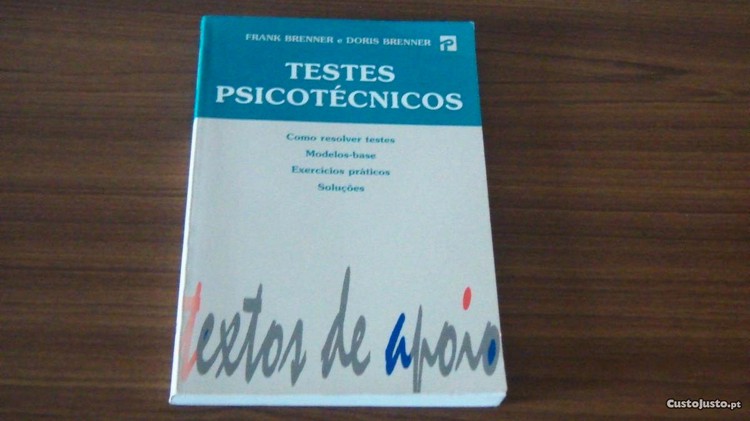 FRANK BRENNER e DORIS BRENNER
P
TESTES
PSICOTÉCNICOS
Como resolver testes
Modelos-base
Exercícios práticos
Soluções
textos de apoio
CustoJusto.pt